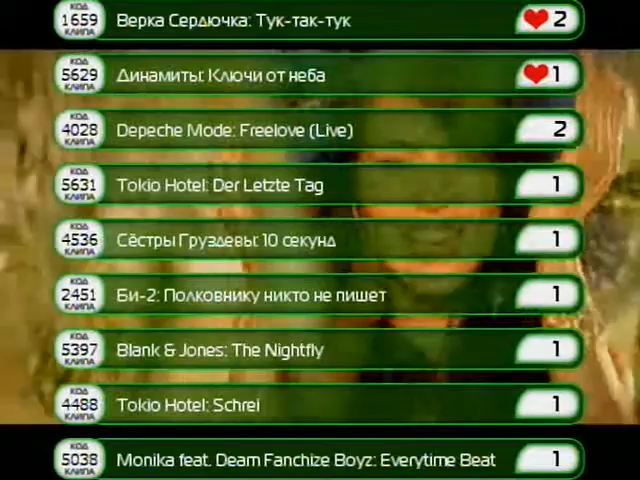 КОД
1659
КЛИПА
Верка Сердючка: Тук-так-тук
2
КОД
5629
КЛИПА
Динамиты: Ключи от неба
1
КОД
4028
КЛИПА
Depeche Mode: Freelove (Live)
2
КОД
5631
КЛИПА
Tokio Hotel: Der Letzte Tag
1
КОД
4536
КЛИПА
Сёстры Груздевы: 10 секунд
1
КОД
2451
КЛИПА
Би-2: Полковнику никто не пишет
1
КОД
5397
КЛИПА
Blank & Jones: The Nightfly
1
КОД
4488
КЛИПА
Tokio Hotel: Schrei
1
КОД
5038
КЛИПА
Monika feat. Deam Fanchize Boyz: Everytime Beat
1